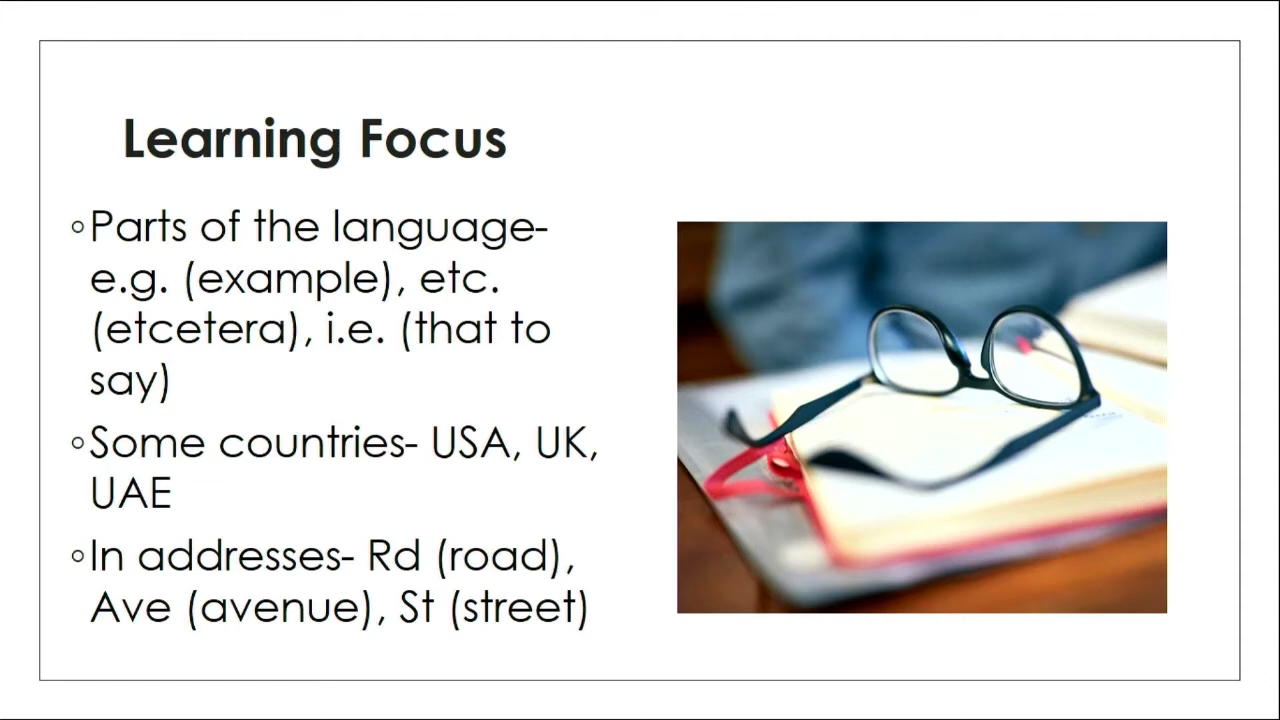 Learning Focus
◦Parts of the language-
e.g. (example), etc.
(etcetera), i.e. (that to
say)
◦Some countries- USA, UK,
UAE
◦In addresses- Rd (road),
Ave (avenue), St (street)